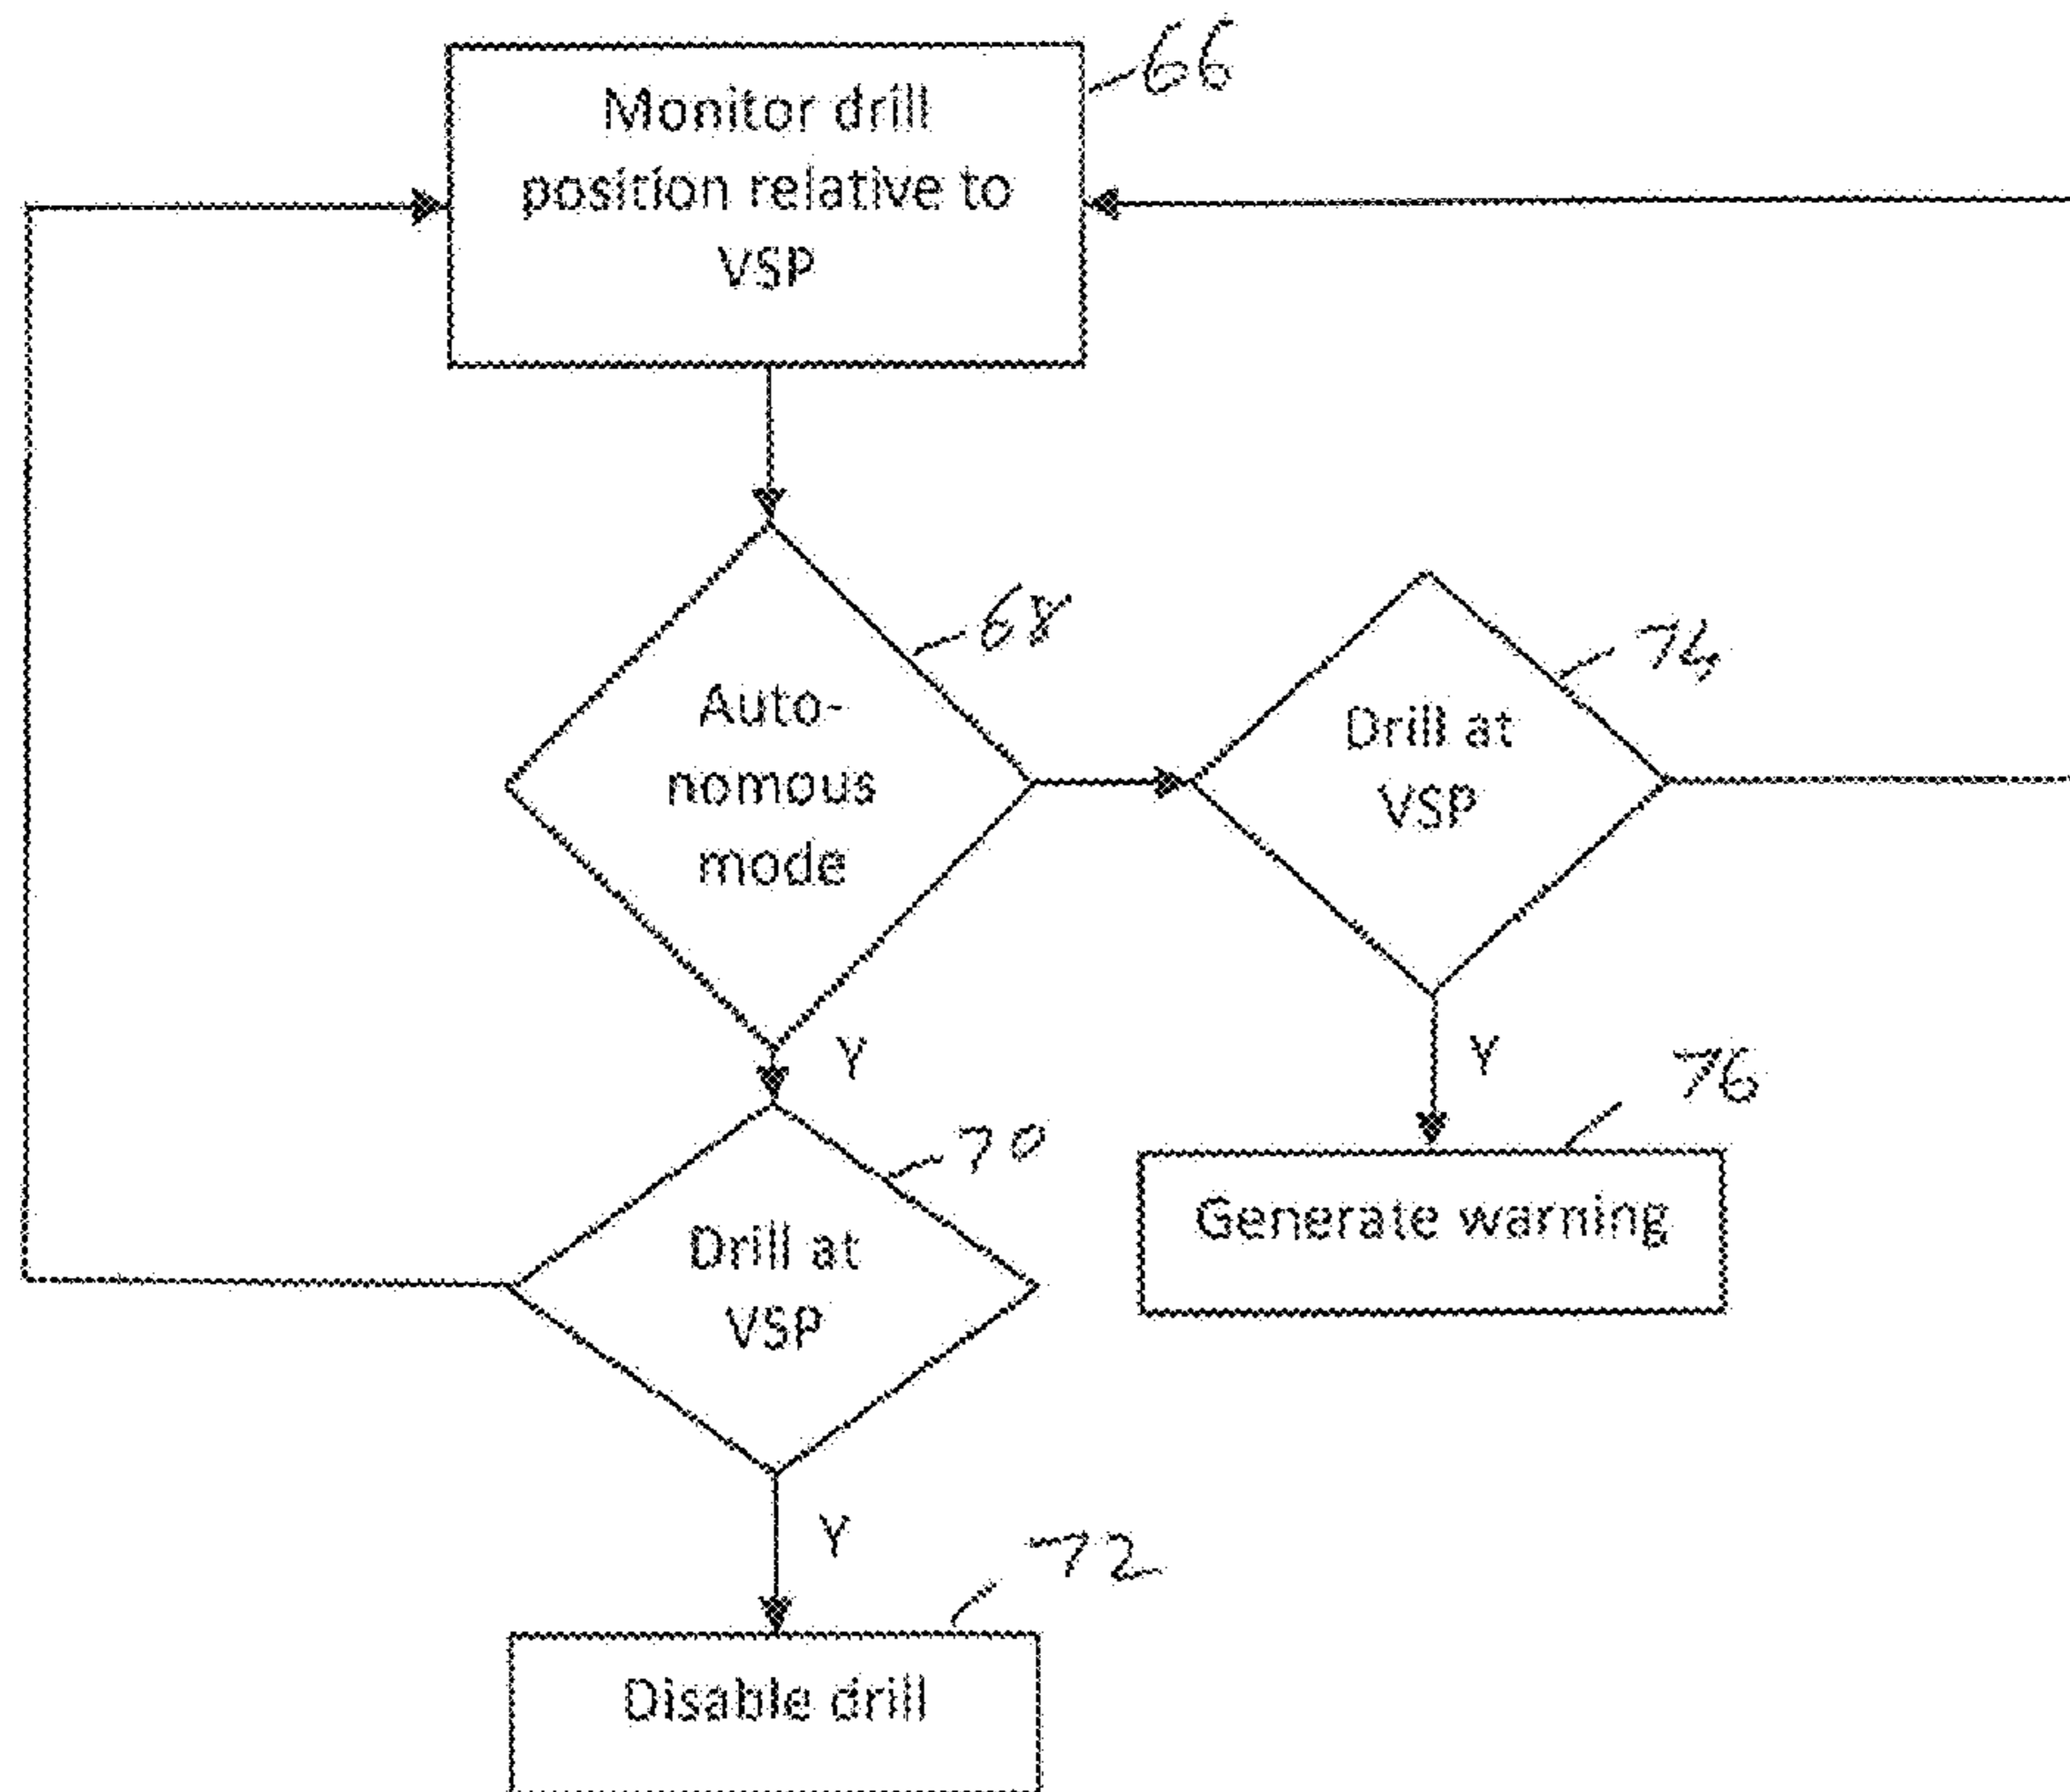 66
Monitor drill
position relative to
VSP
68
Auto-
nomous
mode
74
Drill at
VSP
Y
Y
76
70
Generate warning
Drill at
VSP
Y
72
Disable drill